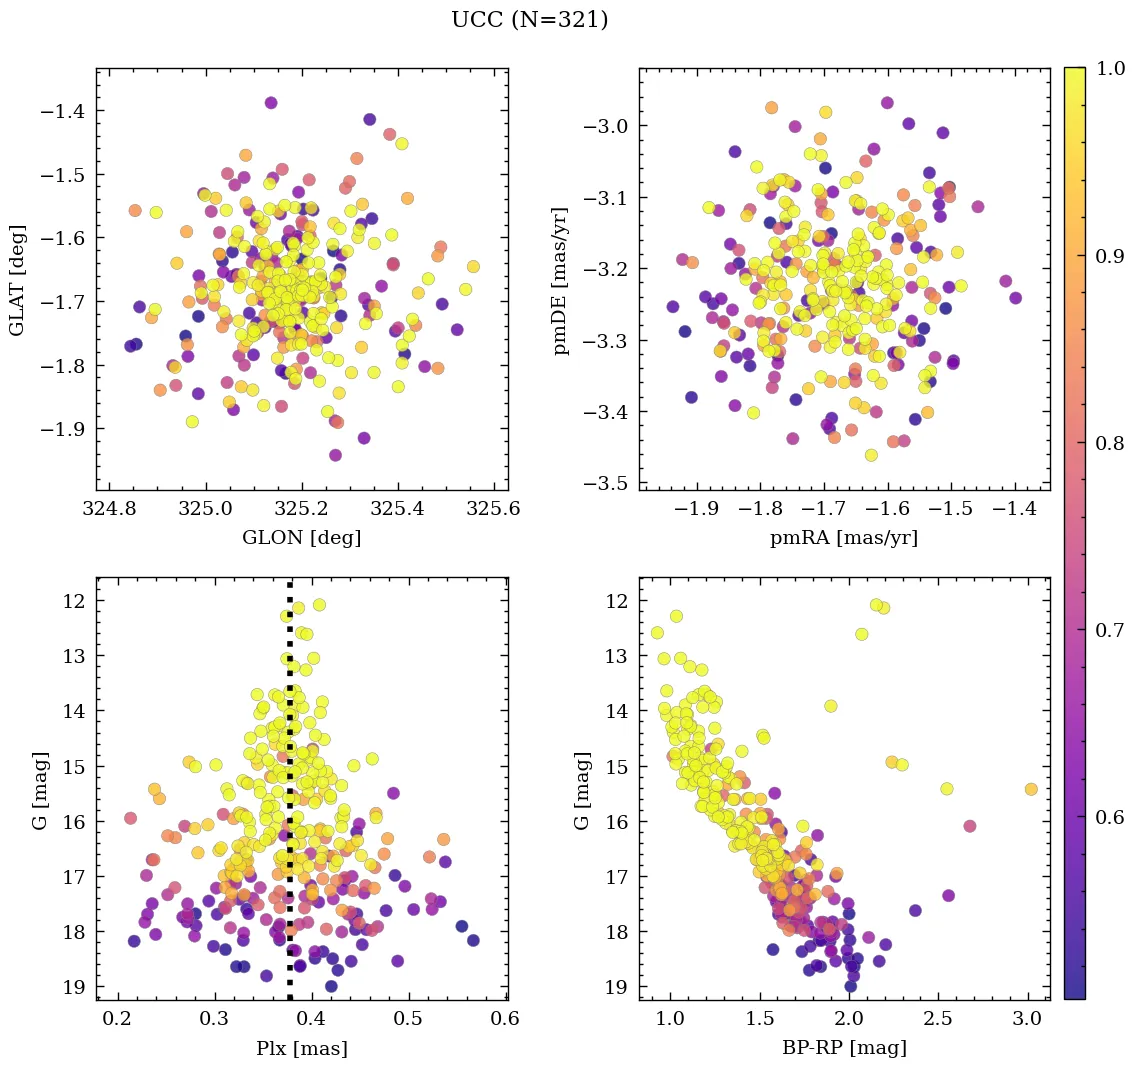 UCC (N=321)
−1.4
−1.5
−1.6
−1.7
−1.8
−1.9
GLAT [deg]
324.8 325.0 325.2 325.4 325.6
GLON [deg]
−3.0
−3.1
−3.2
−3.3
−3.4
−3.5
pmDE [mas/yr]
−1.9 −1.8 −1.7 −1.6 −1.5 −1.4
pmRA [mas/yr]
1.0
0.9
0.8
0.7
0.6
12
13
14
15
16
17
18
19
G [mag]
0.2 0.3 0.4 0.5 0.6
Plx [mas]
12
13
14
15
16
17
18
19
G [mag]
1.0 1.5 2.0 2.5 3.0
BP-RP [mag]